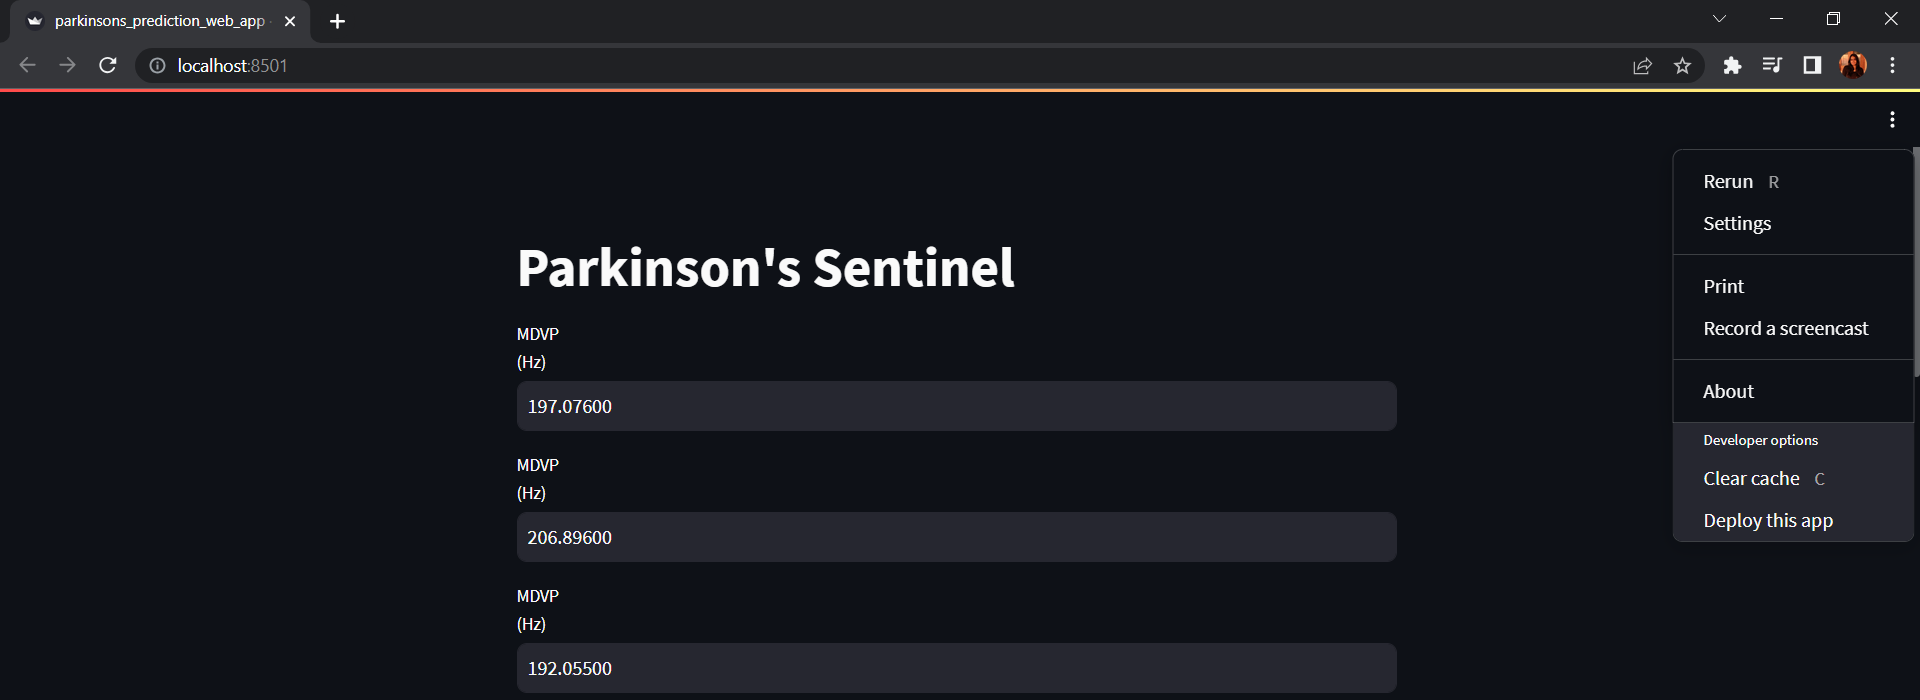 parkinsons_prediction_web_app
localhost:8501
Rerun R
Settings
Print
Record a screencast
About
Developer options
Clear cache C
Deploy this app
Parkinson's Sentinel
MDVP
(Hz)
197.07600
MDVP
(Hz)
206.89600
MDVP
(Hz)
192.05500